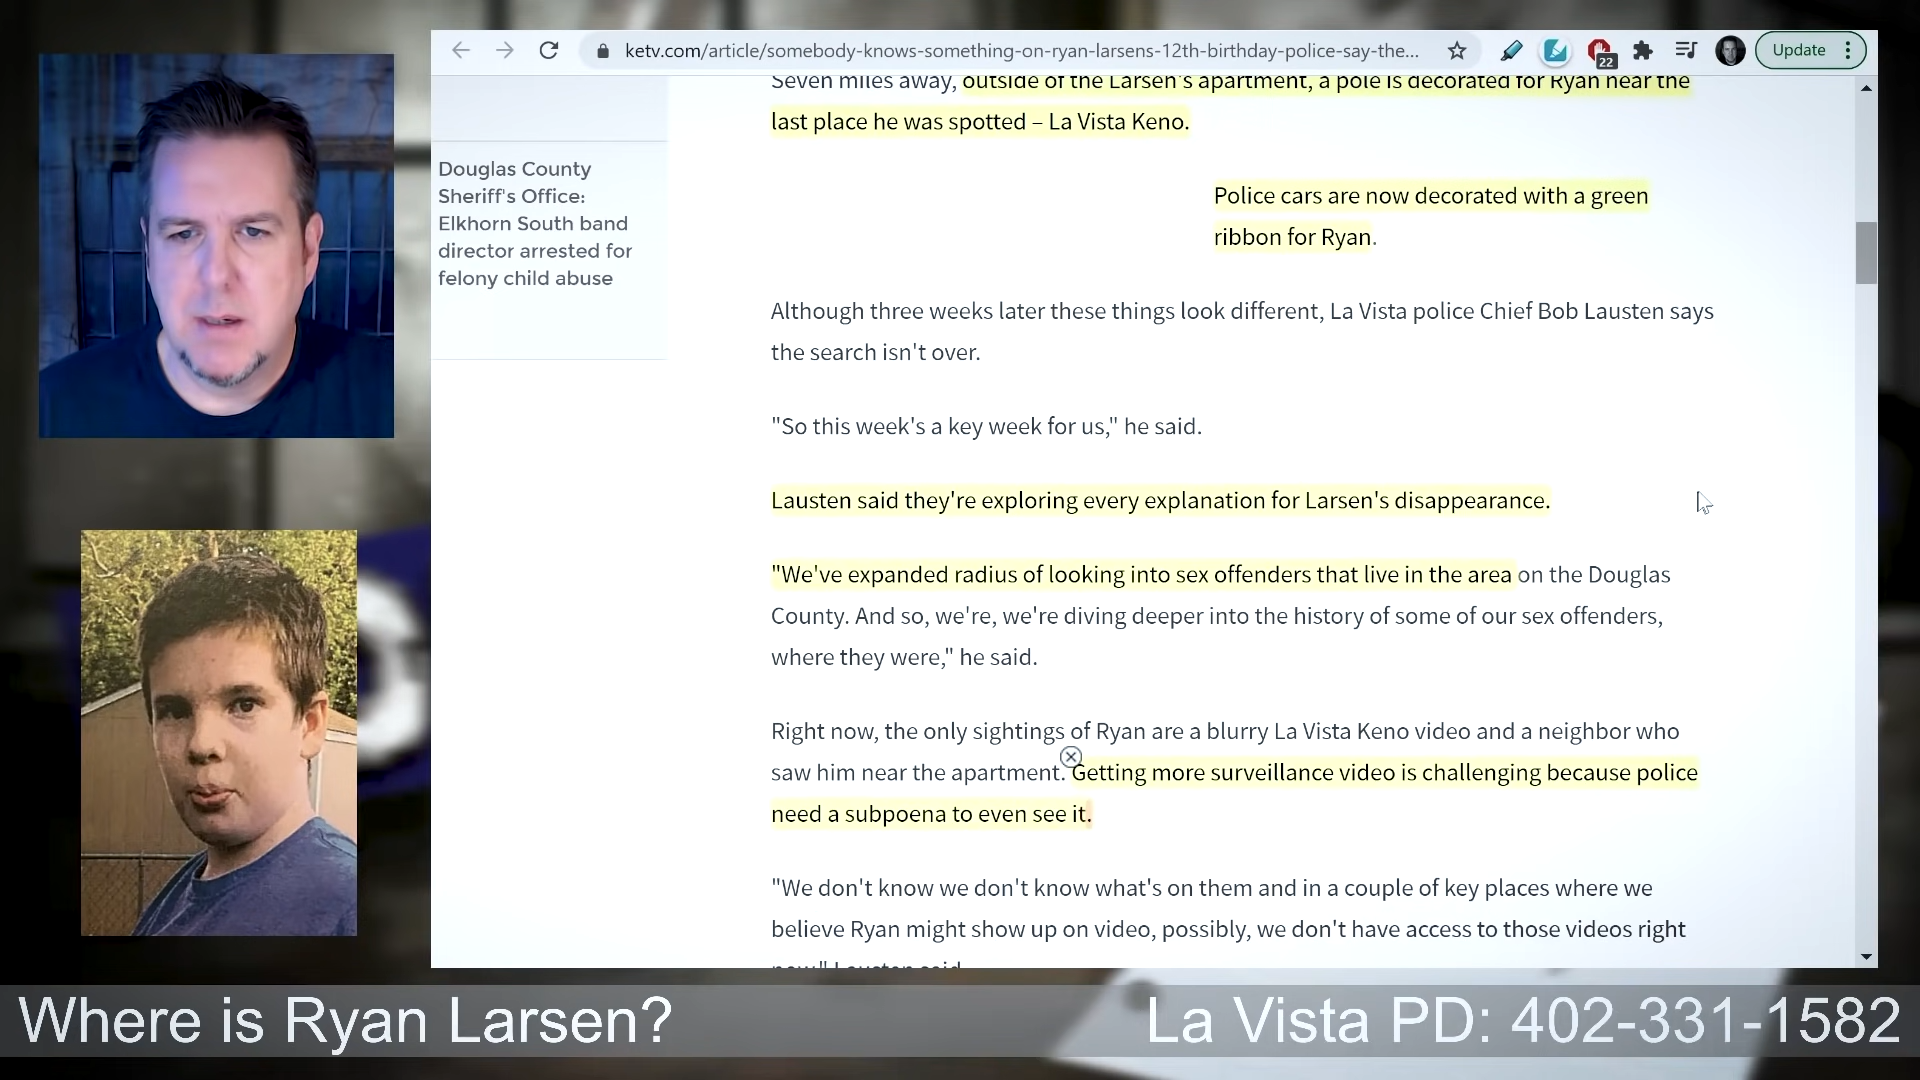 ketv.com/article/somebody-knows-something-on-ryan-larsens-12th-birthday-police-say-the...
22
Update
Seven miles away, outside of the Larsen's apartment, a pole is decorated for Ryan near the
last place he was spotted – La Vista Keno.
Douglas County
Sheriff's Office:
Elkhorn South band
director arrested for
felony child abuse
Police cars are now decorated with a green
ribbon for Ryan.
Although three weeks later these things look different, La Vista police Chief Bob Lausten says
the search isn't over.
"So this week's a key week for us," he said.
Lausten said they're exploring every explanation for Larsen's disappearance.
"We've expanded radius of looking into sex offenders that live in the area on the Douglas
County. And so, we're, we're diving deeper into the history of some of our sex offenders,
where they were," he said.
Right now, the only sightings of Ryan are a blurry La Vista Keno video and a neighbor who
saw him near the apartment. Getting more surveillance video is challenging because police
need a subpoena to even see it.
"We don't know we don't know what's on them and in a couple of key places where we
believe Ryan might show up on video, possibly, we don't have access to those videos right
now," Lausten said.
Where is Ryan Larsen?
La Vista PD: 402-331-1582